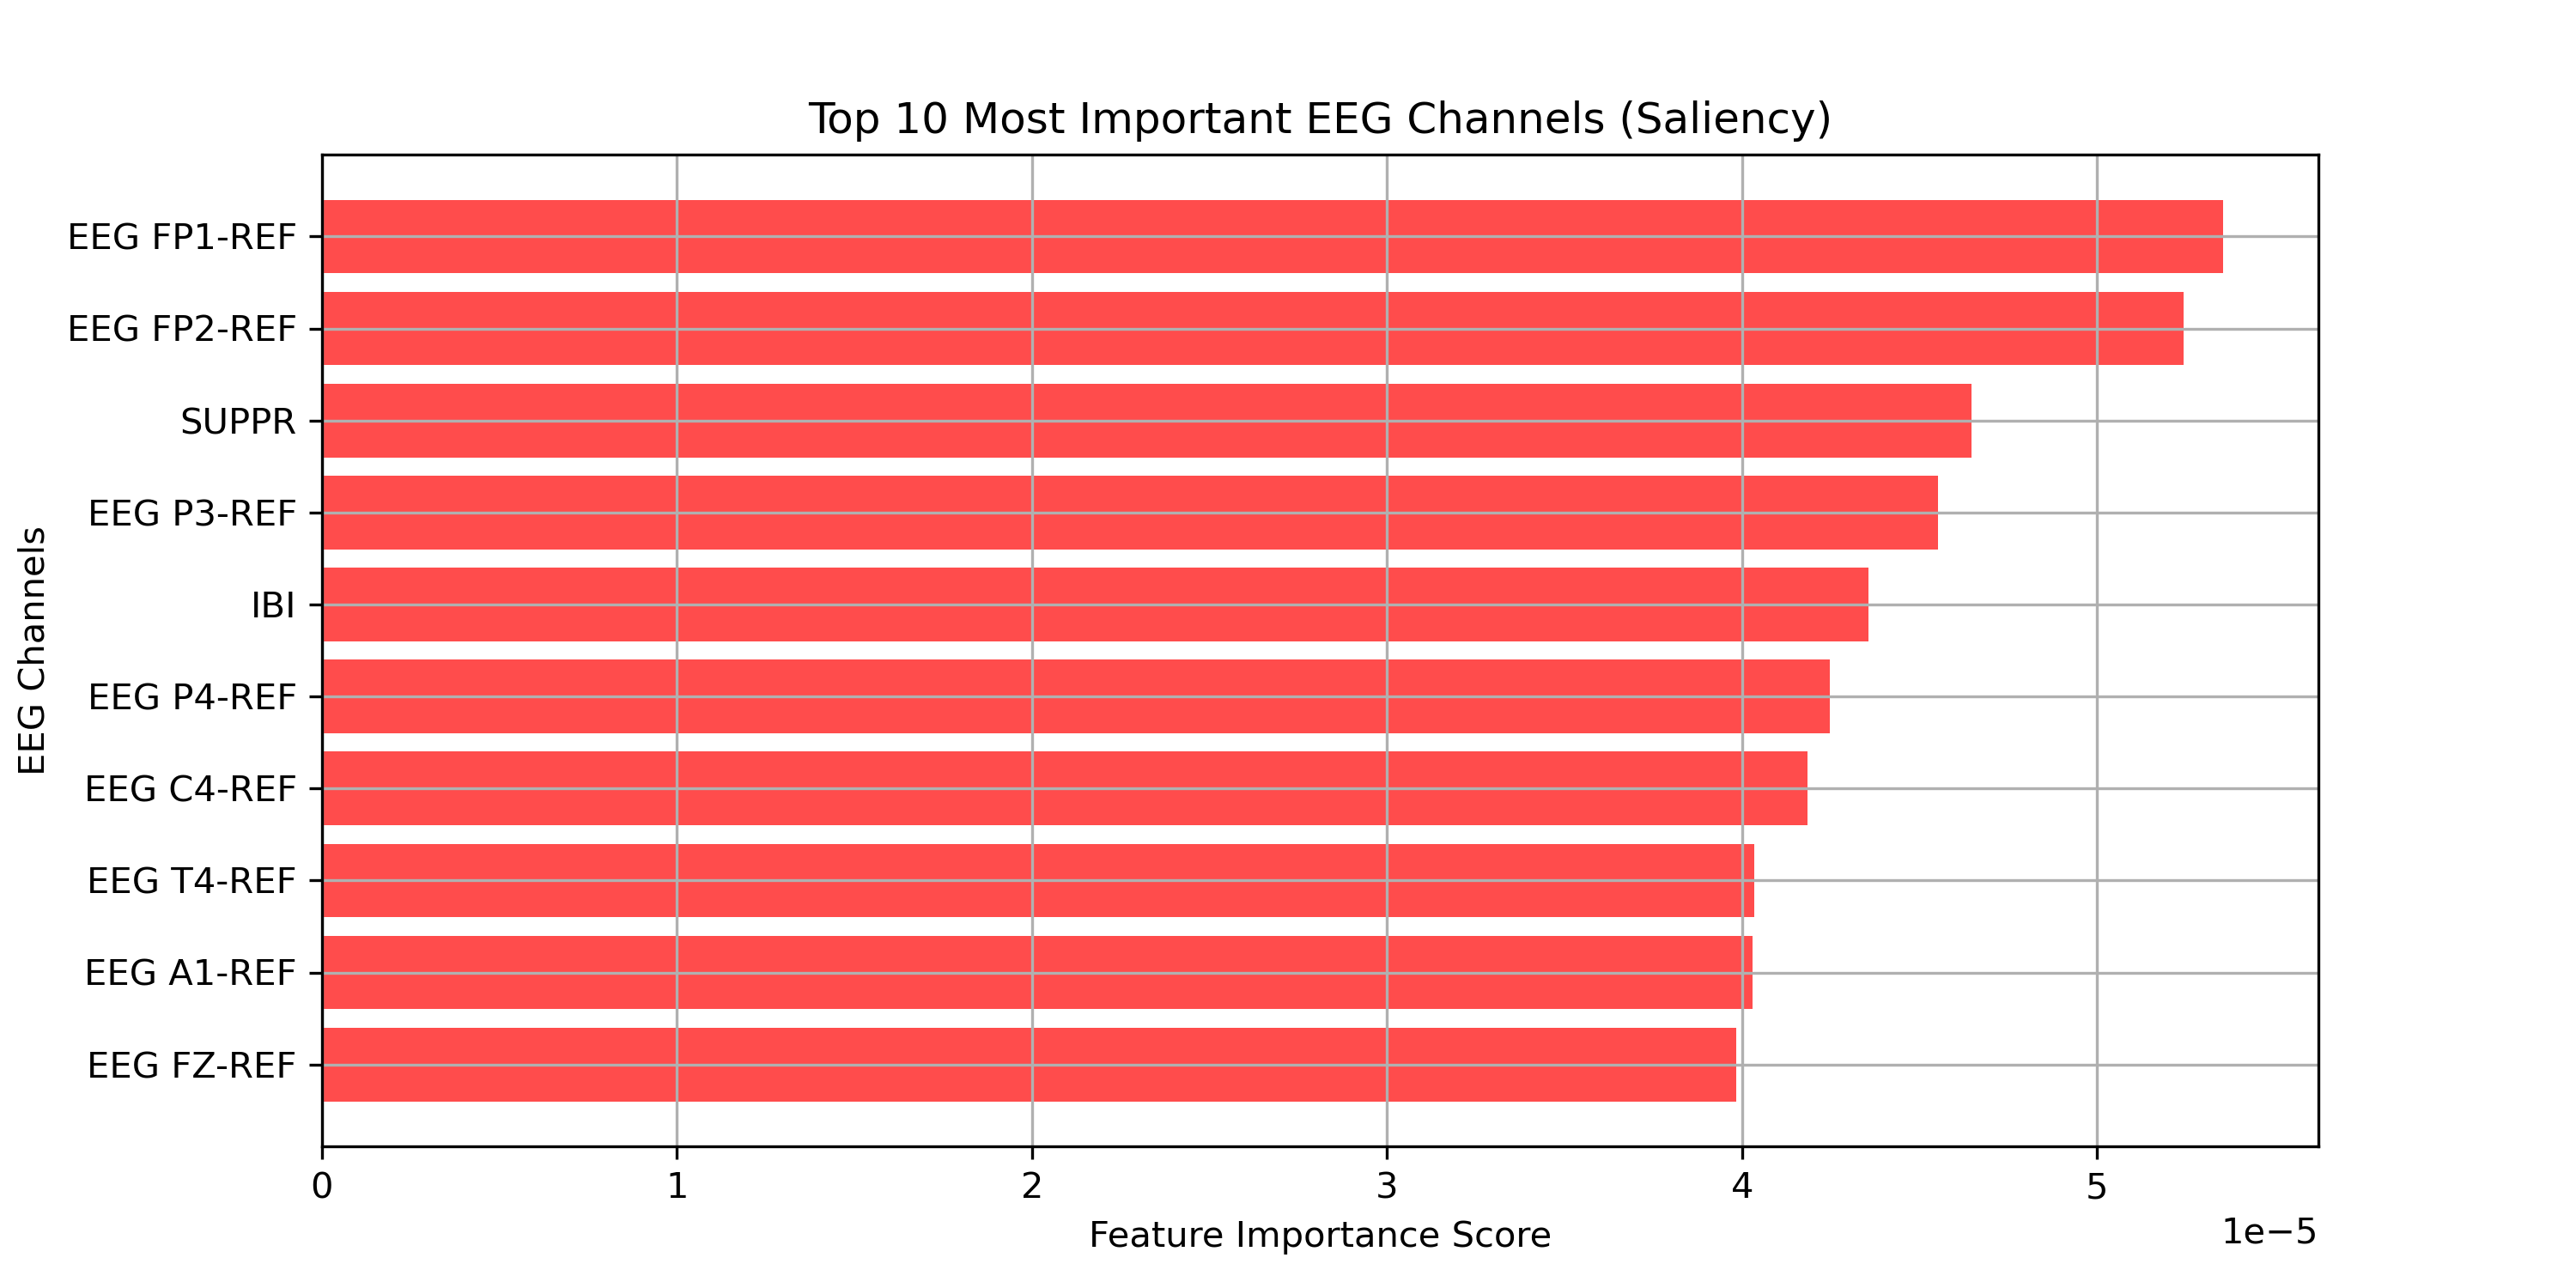 Top 10 Most Important EEG Channels (Saliency)
EEG Channels
EEG FP1-REF
EEG FP2-REF
SUPPR
EEG P3-REF
IBI
EEG P4-REF
EEG C4-REF
EEG T4-REF
EEG A1-REF
EEG FZ-REF
0 1 2 3 4 5
Feature Importance Score
1e−5